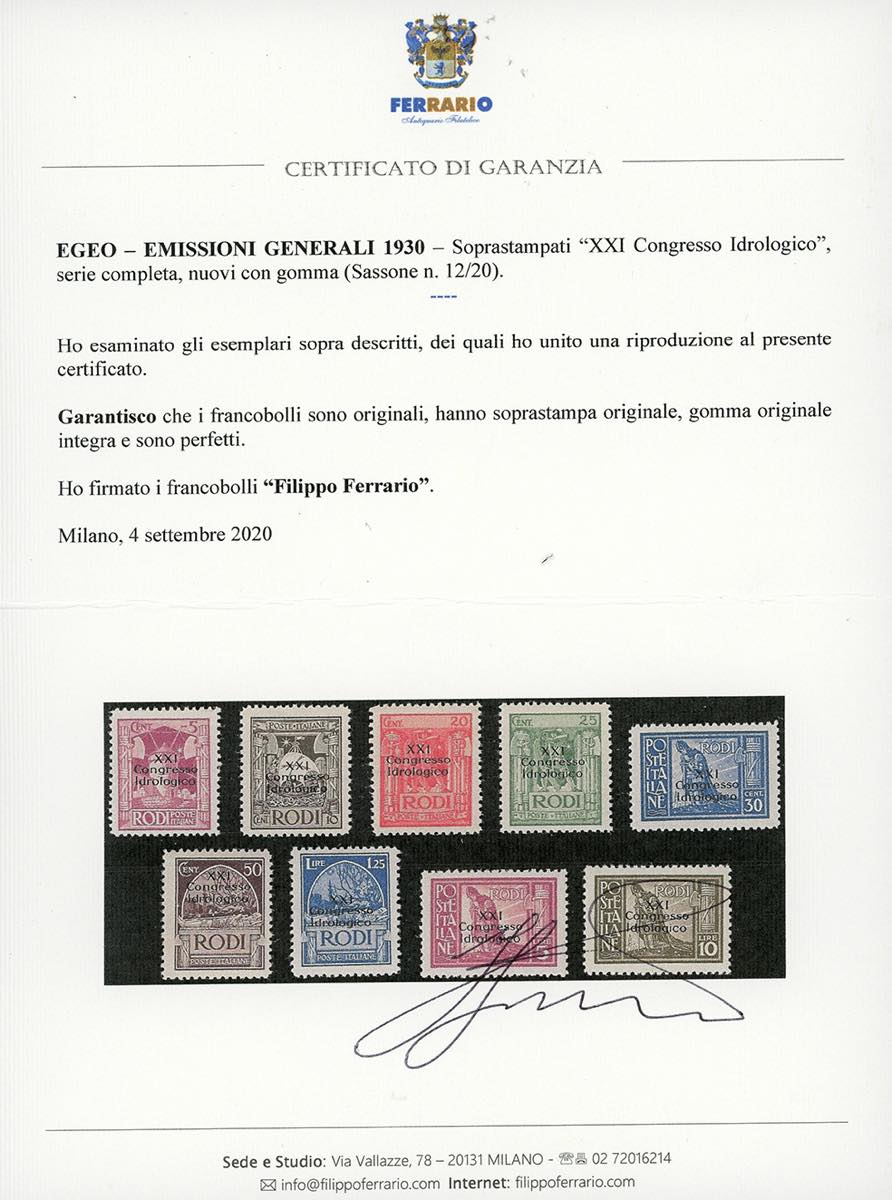 FERRARIO
Antiquario Filatelico
CERTIFICATO DI GARANZIA
EGEO – EMISSIONI GENERALI 1930 – Soprastampati “XXI Congresso Idrologico”,
serie completa, nuovi con gomma (Sassone n. 12/20).
----
Ho esaminato gli esemplari sopra descritti, dei quali ho unito una riproduzione al presente
certificato.
Garantisco che i francobolli sono originali, hanno soprastampa originale, gomma originale
integra e sono perfetti.
Ho firmato i francobolli “Filippo Ferrario”.
Milano, 4 settembre 2020
CENT. 5
XXI
Congresso
Idrologico
RODI POSTE ITALIANE
POSTE ITALIANE
XXI
Congresso
Idrologico
CENT RODI 10
CENT. 20
XXI
Congresso
Idrologico
RODI
POSTE ITALIANE
CENT. 25
XXI
Congresso
Idrologico
RODI
POSTE ITALIANE
POSTE ITALIANE
RODI
XXI
Congresso
Idrologico
CENT.
30
CENT 50
XXI
Congresso
Idrologico
RODI
POSTE ITALIANE
LIRE 1,25
XXI
Congresso
Idrologico
RODI
POSTE ITALIANE
POSTE ITALIANE
RODI
XXI
Congresso
Idrologico
POSTE ITALIANE
RODI
XXI
Congresso
Idrologico
LIRE
10
Sede e Studio: Via Vallazze, 78 – 20131 MILANO - ☎ 02 72016214
✉ info@filippoferrario.com Internet: filippoferrario.com